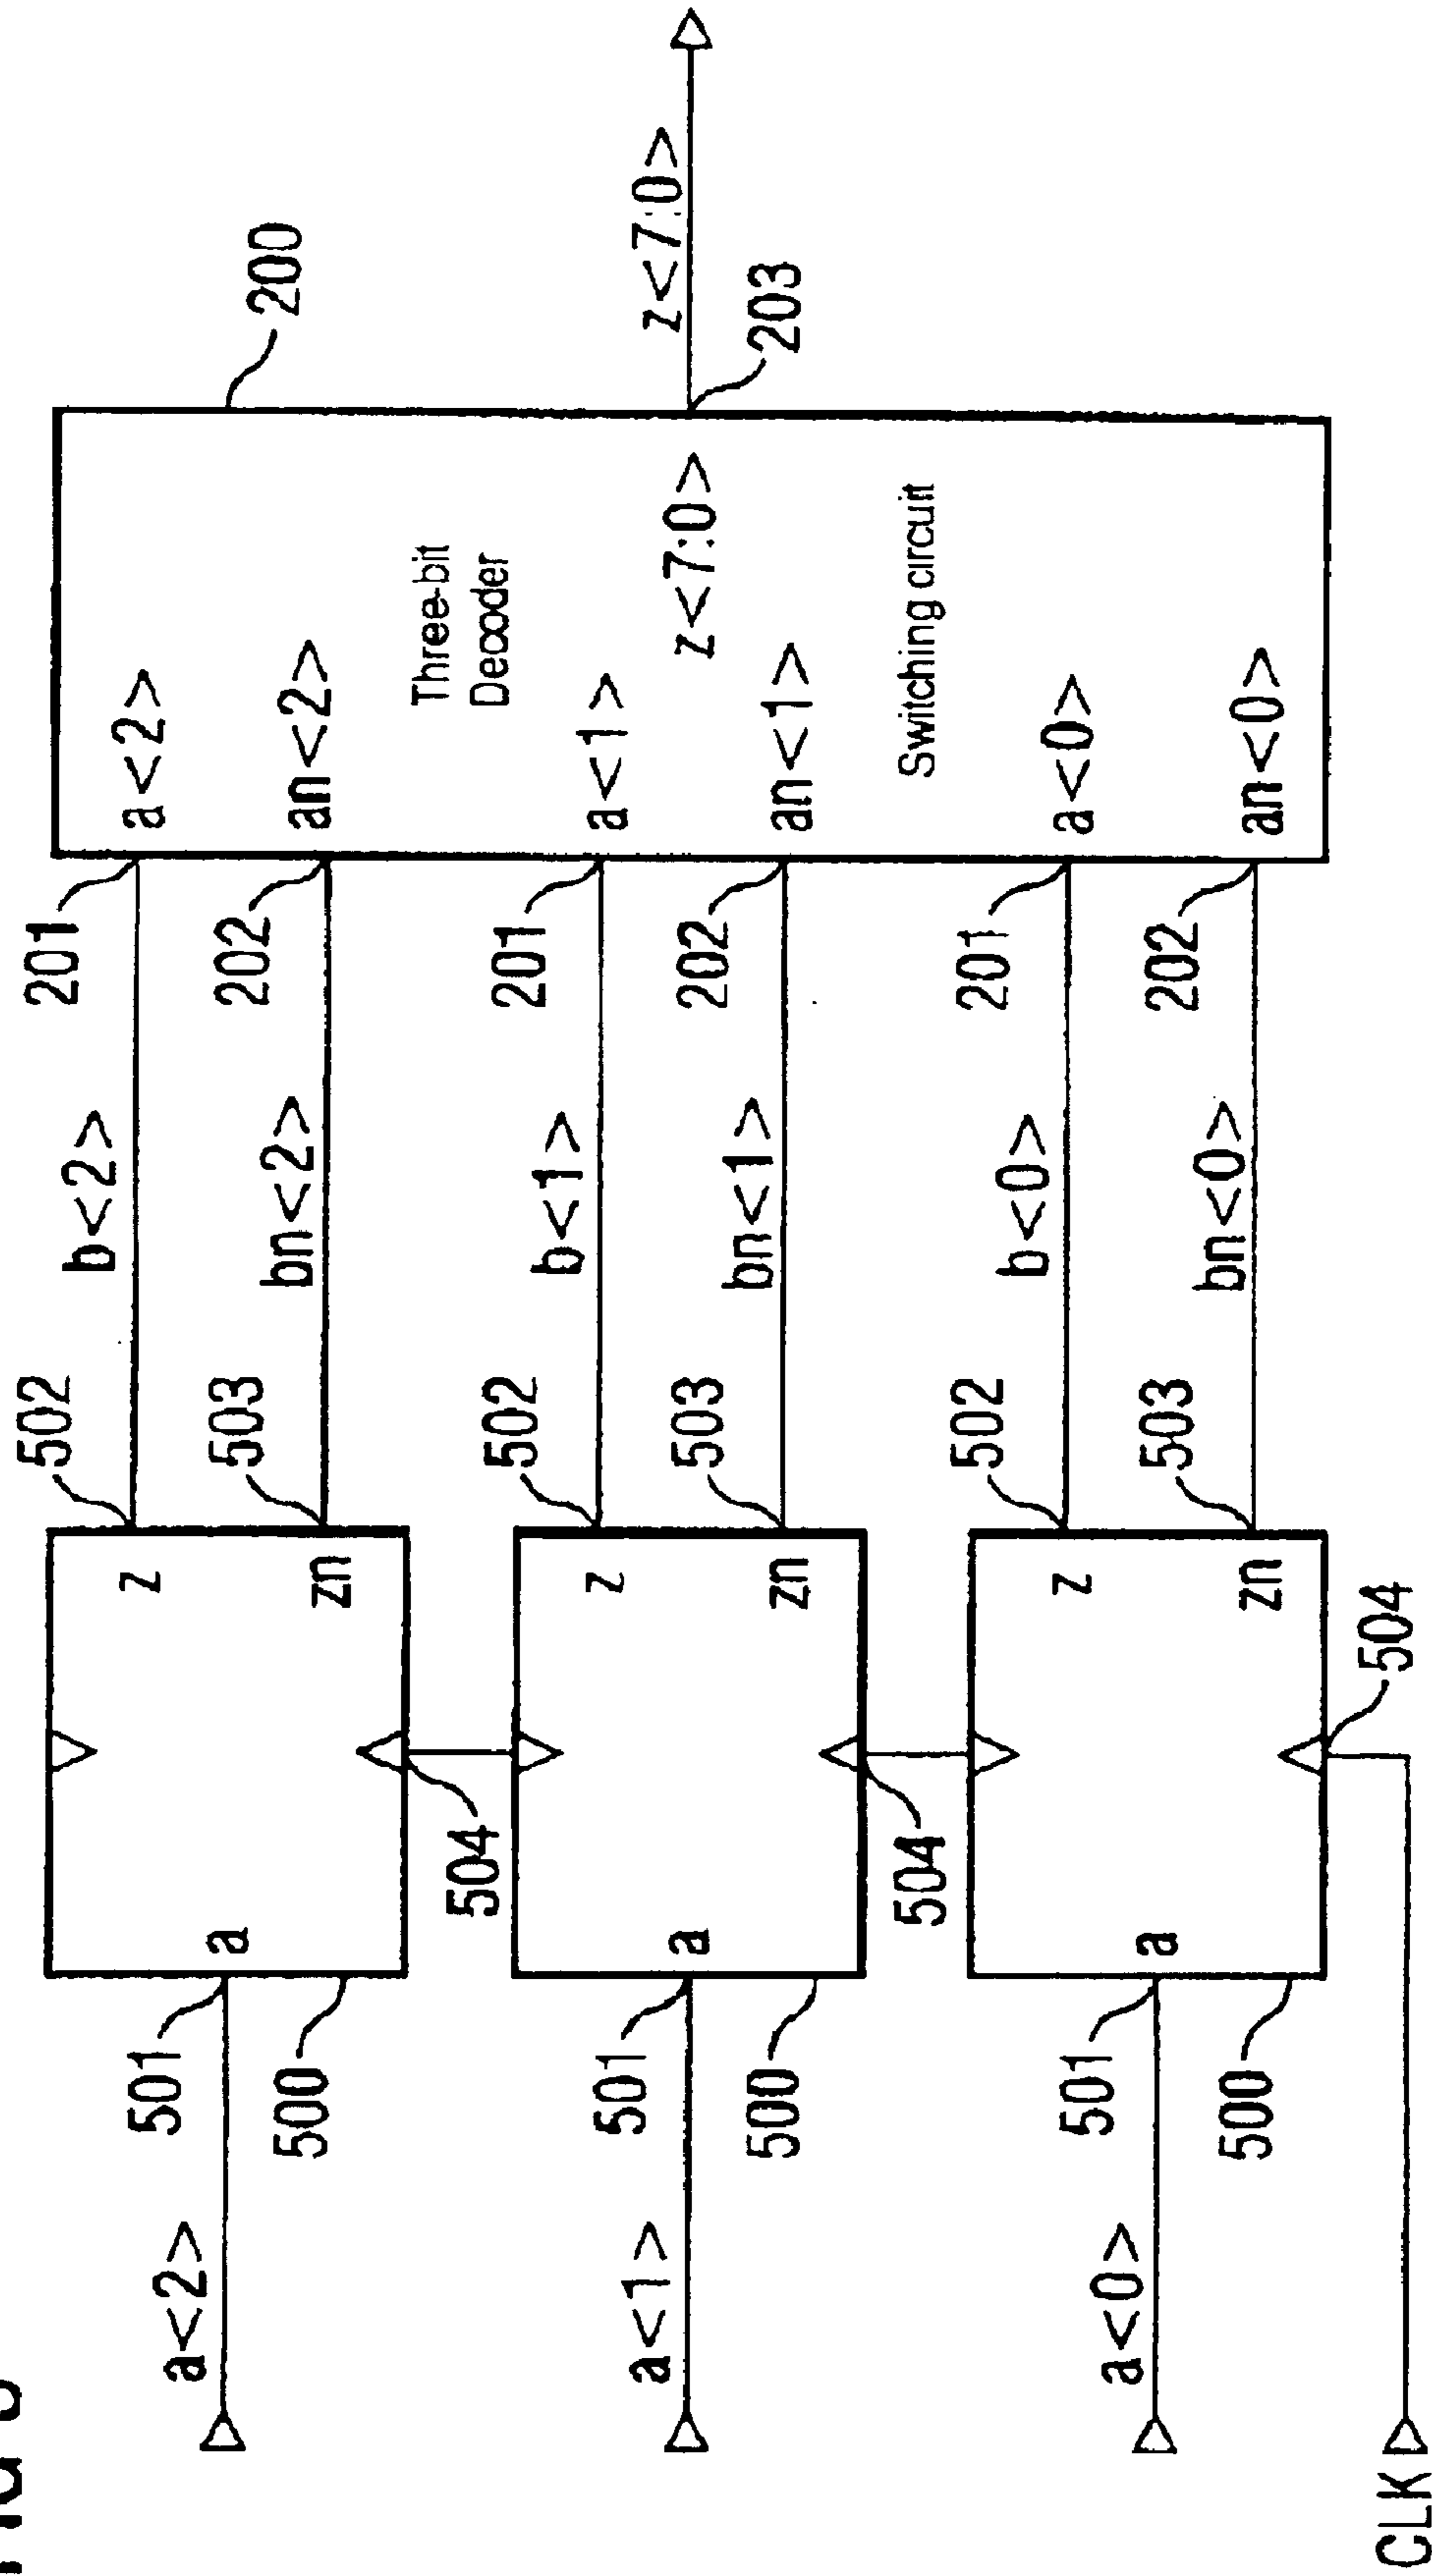 a<2>
501
500
a
z
zn
502
503
b<2>
bn<2>
201
202
a<2>
an<2>
200
504
a<1>
501
500
a
z
zn
502
503
b<1>
bn<1>
201
202
a<1>
an<1>
Three-bit
Decoder
z<7:0>
Switching circuit
z<7:0>
203
504
a<0>
501
500
a
z
zn
502
503
b<0>
bn<0>
201
202
a<0>
an<0>
504
CLK